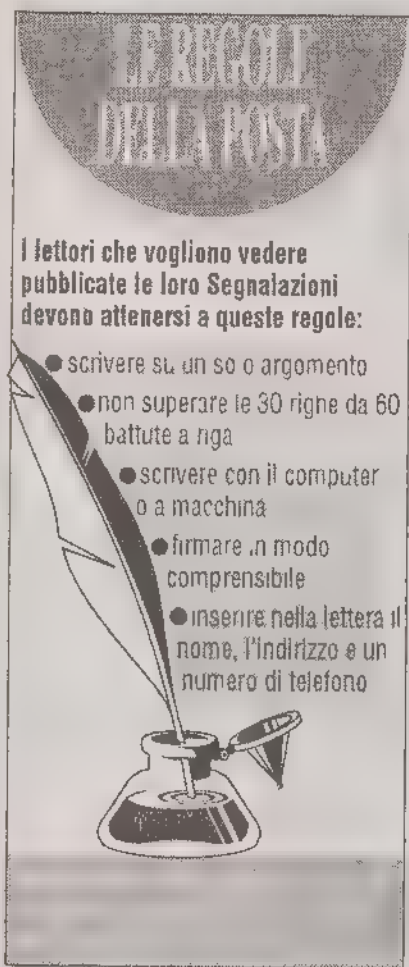 LE REGOLE
DELLA POSTA
I lettori che vogliono vedere
pubblicate le loro Segnalazioni
devono attenersi a queste regole:
● scrivere su un so o argomento
● non superare le 30 righe da 60
battute a riga
● scrivere con il computer
o a macchina
● firmare in modo
comprensibile
● inserire nella lettera il
nome, l'indirizzo e un
numero di telefono